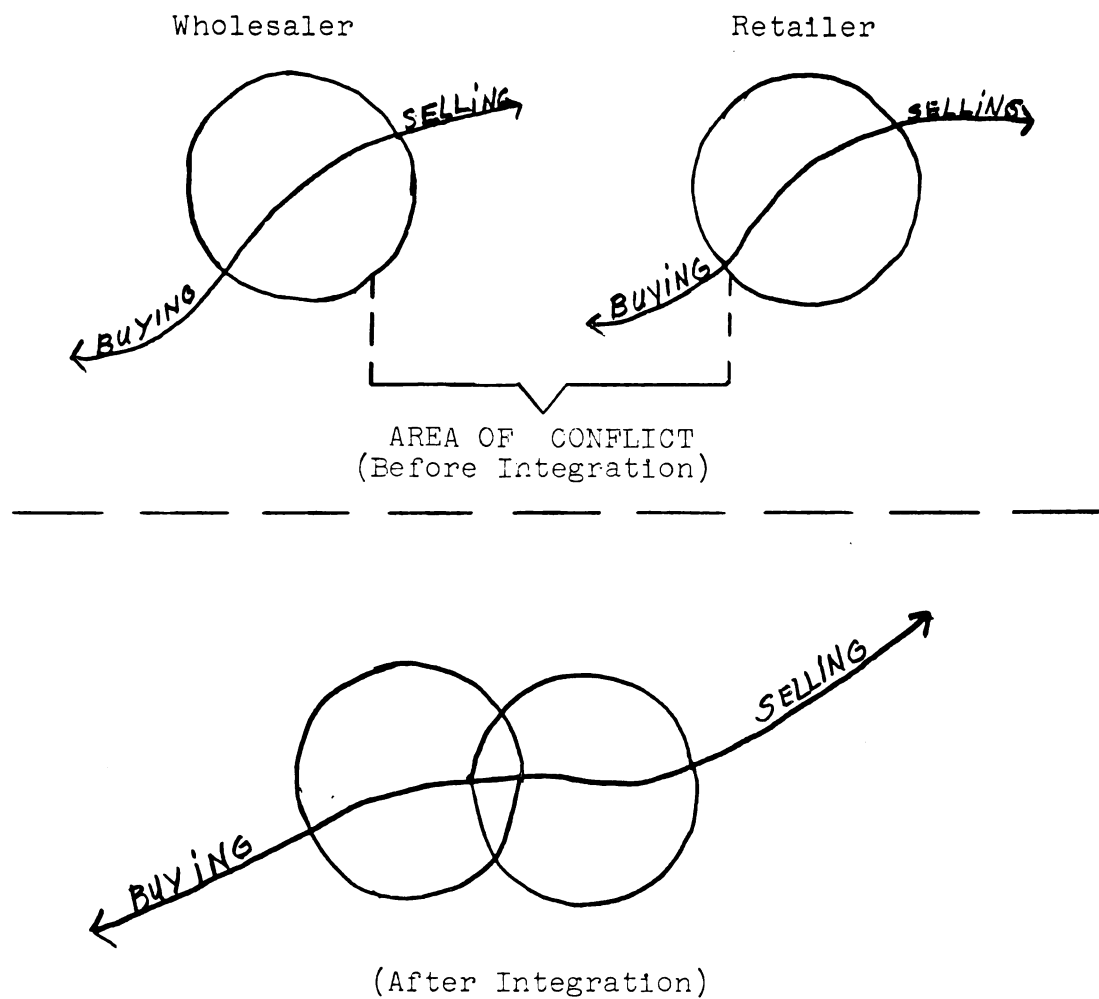 Wholesaler
Retailer
SELLiNG
SELLiNG
BUYING
BUYiNG
AREA OF CONFLICT
(Before Integration)
SELLiNG
BUYiNG
(After Integration)